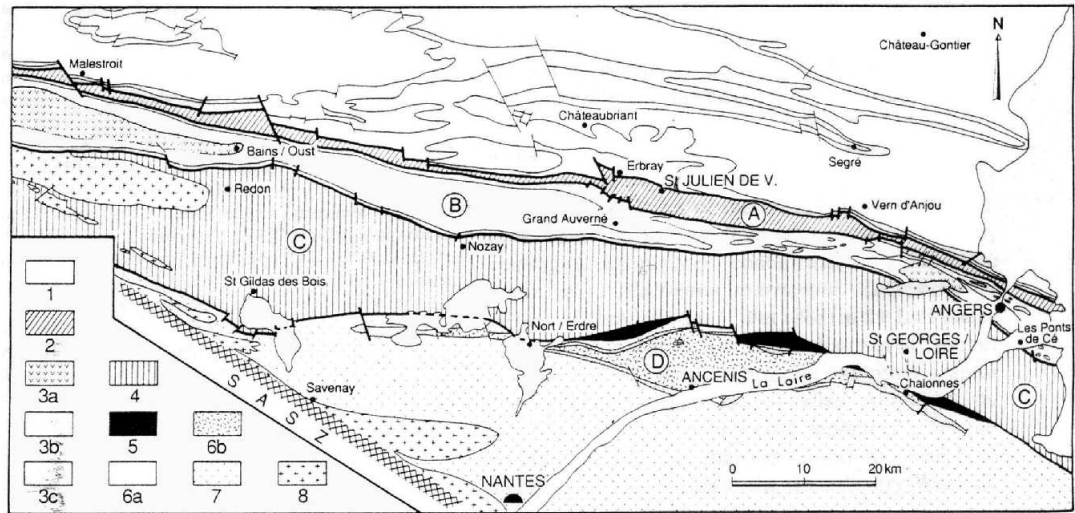 N
Château-Gontier
Malestroit
Châteaubriant
Segré
Bains / Oust
Erbray
St JULIEN DE V.
Redon
B
A
Vern d'Anjou
Grand Auverné
C
Nozay
St Gildas des Bois
ANGERS
Nort / Erdre
St GEORGES /
LOIRE
Les Ponts
de Cé
D
ANCENIS
La Loire
Chalonnes
C
Savenay
SASZ
NANTES
0 10 20 km
1
2
3a
4
3b
5
6b
3c
6a
7
8